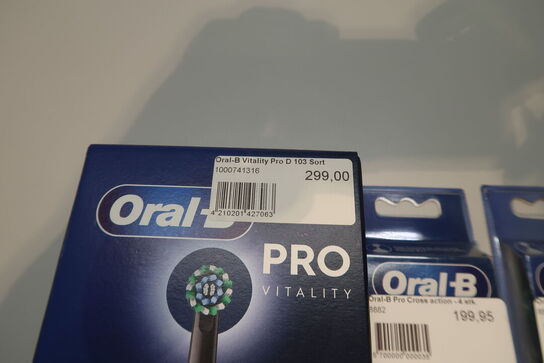 Oral-B Vitality Pro D 103 Sort
1000741316
299,00
4 210201 427063
Oral-B
PRO
VITALITY
Oral-B
Oral-B Pro Cross action - 4 stk.
199,95